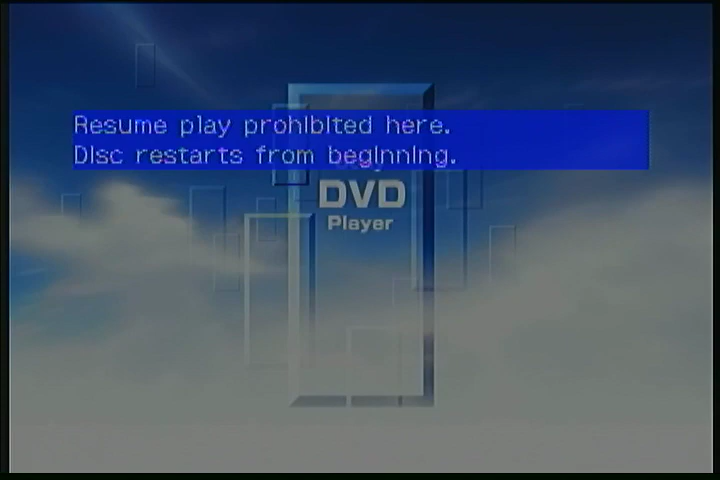 Resume play prohibited here.
Disc restarts from beginning.
DVD
Player